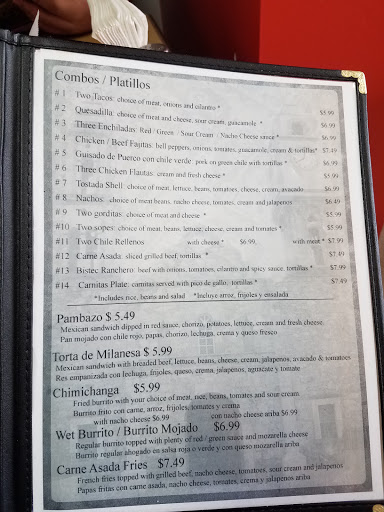 Combos / Platillos
# 1 Two Tacos: choice of meat, onions and cilantro *
# 2 Quesadilla: choice of meat and cheese, sour cream, guacamole * $5.99
# 3 Three Enchiladas: Red / Green / Sour Cream / Nacho Cheese sauce * $6.99
# 4 Chicken / Beef Fajitas: bell peppers, onions, tomatoes, guacamole, cream & tortillas* $7.49
# 5 Guisado de Puerco con chile verde: pork on green chile with tortillas * $6.99
# 6 Three Chicken Flautas: cream and fresh cheese * $5.99
# 7 Tostada Shell: choice of meat, lettuce, beans, tomatoes, cheese, cream, avocado $6.99
# 8 Nachos: choice of meat beans, nacho cheese, tomatoes, cream and jalapenos $6.49
# 9 Two gorditas: choice of meat and cheese * $5.99
#10 Two sopes: choice of meat, beans, lettuce, cheese, cream and tomatoes * $5.99
#11 Two Chile Rellenos with cheese * $6.99, with meat * $7.99
#12 Carne Asada: sliced grilled beef, tortillas * $7.49
#13 Bistec Ranchero: beef with onions, tomatoes, cilantro and spicy sauce, tortillas * $7.99
#14 Carnitas Plate: carnitas served with pico de gallo, tortillas * $7.49
*Includes rice, beans and salad *Incluye arroz, frijoles y ensalada
Pambazo $ 5.49
Mexican sandwich dipped in red sauce, chorizo, potatoes, lettuce, cream and fresh cheese
Pan mojado con chile rojo, papas, chorizo, lechuga, crema y queso fresco
Torta de Milanesa $ 5.99
Mexican sandwich with breaded beef, lettuce, beans, cheese, cream, jalapenos, avocado & tomatoes
Res empanizada con lechuga, frijoles, queso, crema, jalapeños, aguacate y tomate
Chimichanga $5.99
Fried burrito with your choice of meat, rice, beans, tomatoes and sour cream
Burrito frito con carne, arroz, frijoles, tomates y crema
with nacho cheese $6.99 con nacho cheese ariba $6.99
Wet Burrito / Burrito Mojado $6.99
Regular burrito topped with plenty of red / green sauce and mozarella cheese
Burrito regular ahogado en salsa roja o verde y con queso mozarella ariba
Carne Asada Fries $7.49
French fries topped with grilled beef, nacho cheese, tomatoes, sour cream and jalapenos
Papas fritas con carne asada, nacho cheese, tomates, crema y jalapenos ariba